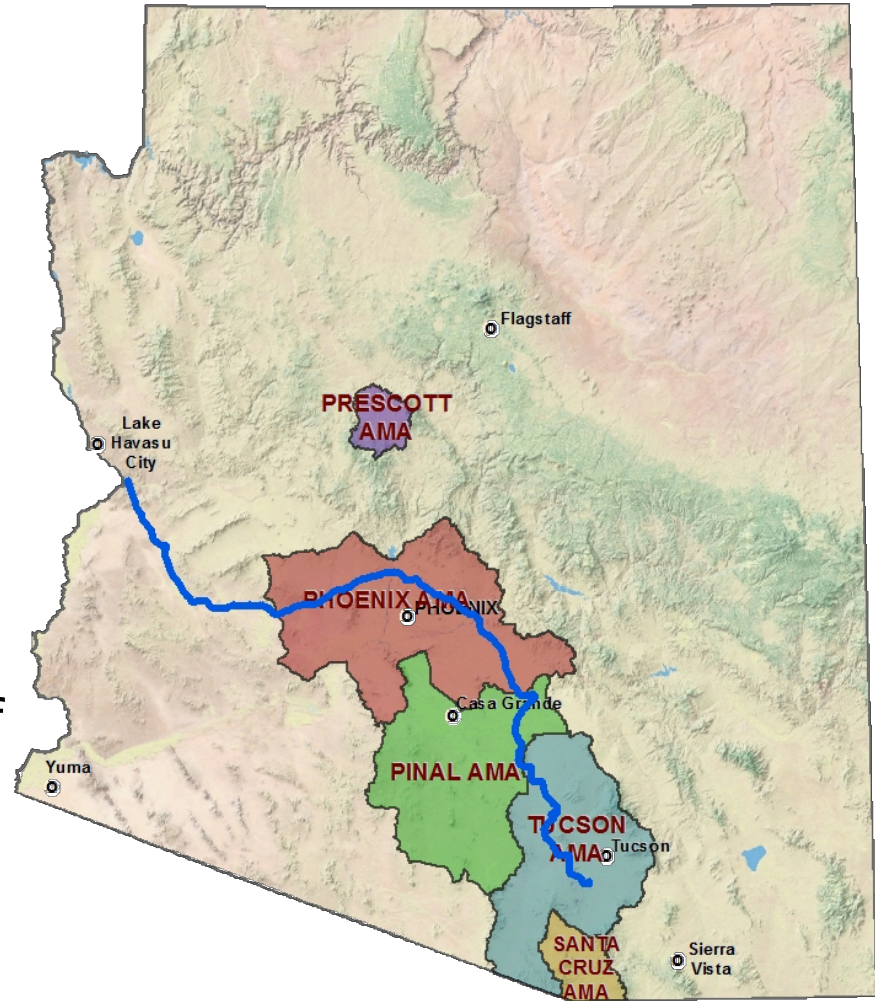 Flagstaff
PRESCOTT
AMA
Lake
Havasu
City
PHOENIX AMA
PHOENIX
Casa Grande
Yuma
PINAL AMA
TUCSON
AMA
Tucson
SANTA
CRUZ
AMA
Sierra
Vista